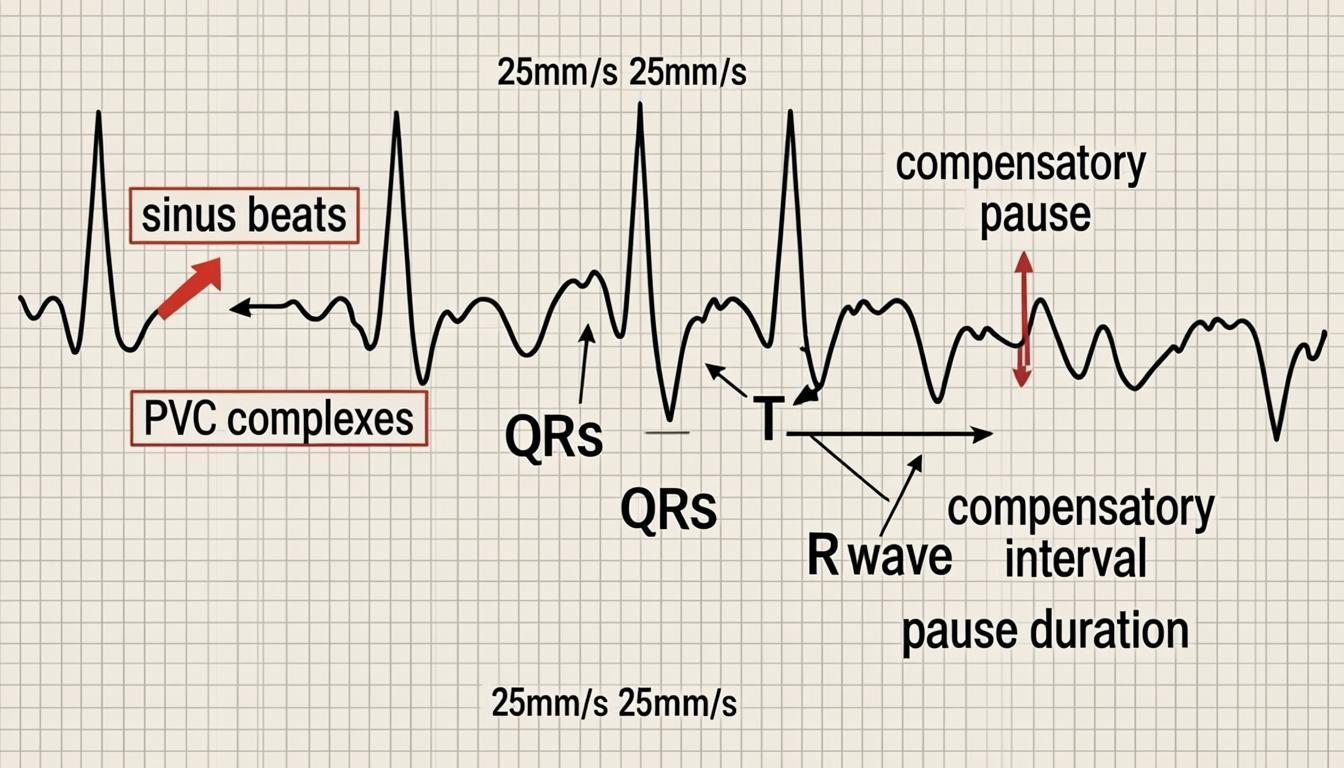 25mm/s 25mm/s
compensatory
pause
sinus beats
PVC complexes
QRs
T
QRs
R wave
compensatory
interval
pause duration
25mm/s 25mm/s